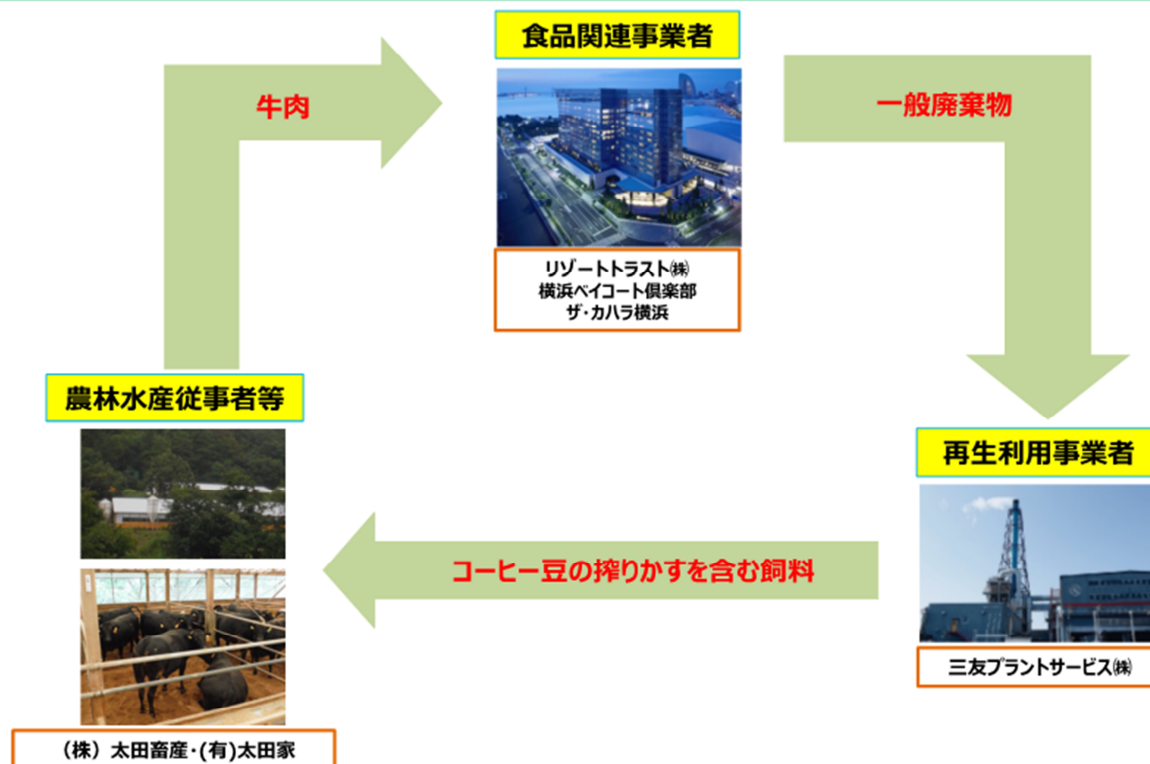 食品関連事業者
牛肉
一般廃棄物
リゾートトラスト㈱
横浜ベイコート倶楽部
ザ・カハラ横浜
農林水産従事者等
再生利用事業者
コーヒー豆の搾りかすを含む飼料
三友プラントサービス㈱
（株）太田畜産・(有)太田家